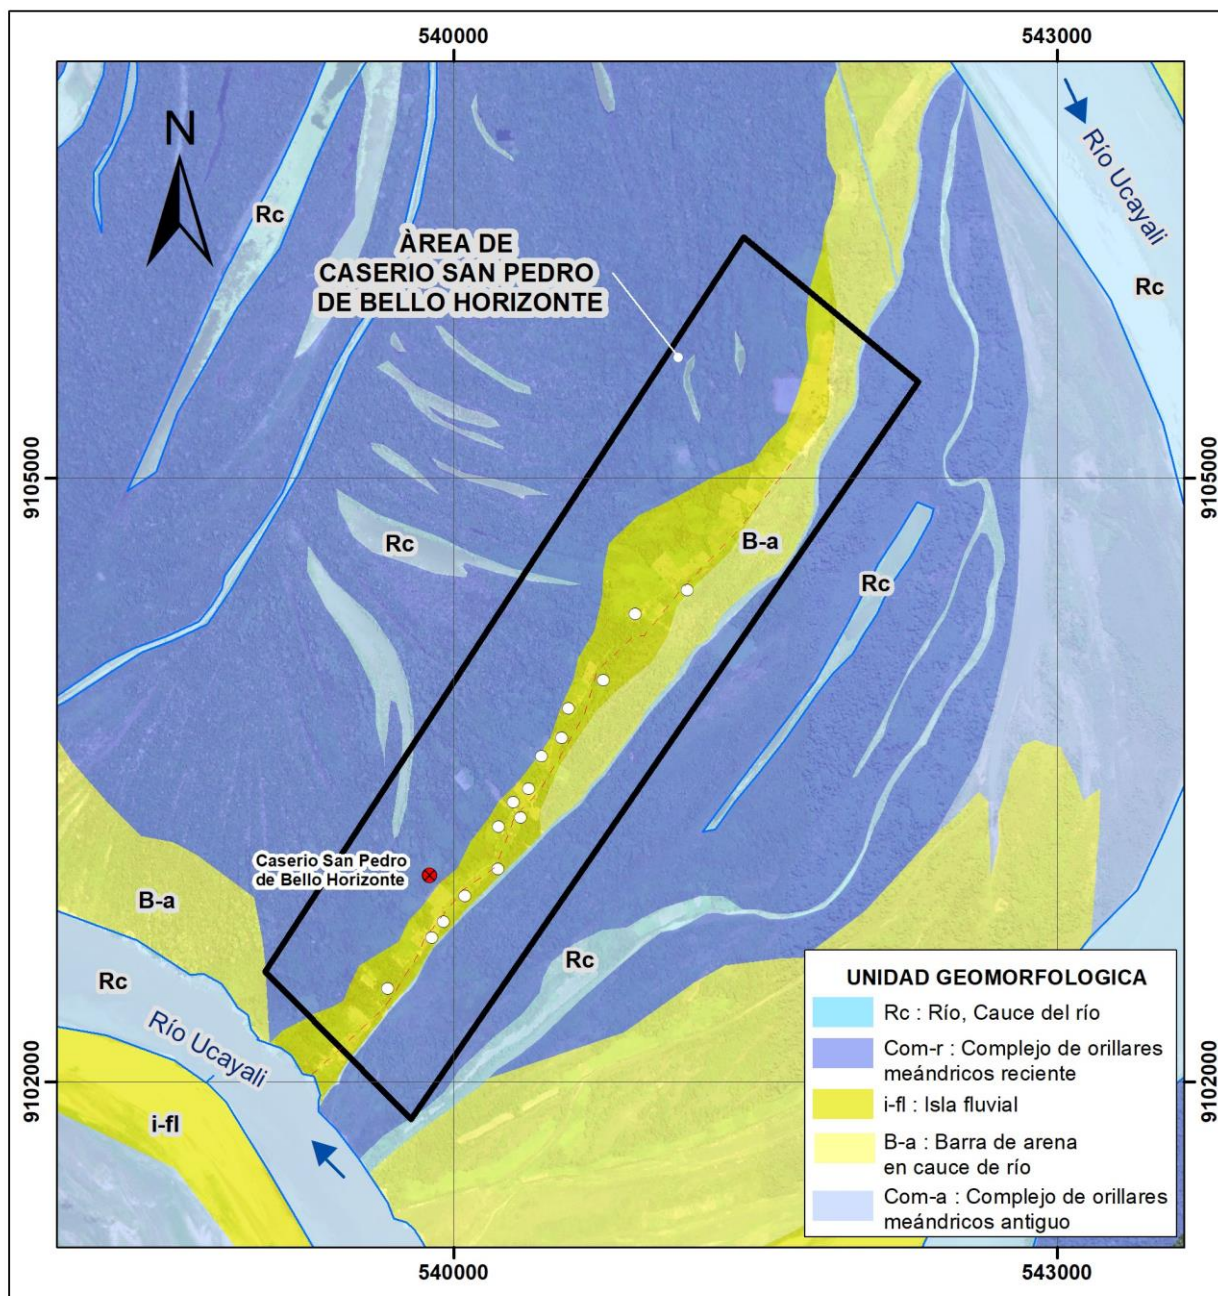 540000
543000
N
Río Ucayali
Rc
Rc
ÀREA DE
CASERIO SAN PEDRO
DE BELLO HORIZONTE
9105000
9105000
Rc
B-a
Rc
Caserio San Pedro
de Bello Horizonte
B-a
Rc
Rc
Río Ucayali
9102000
9102000
i-fl
UNIDAD GEOMORFOLOGICA
Rc : Río, Cauce del río
Com-r : Complejo de orillares
meándricos reciente
i-fl : Isla fluvial
B-a : Barra de arena
en cauce de río
Com-a : Complejo de orillares
meándricos antiguo
540000
543000